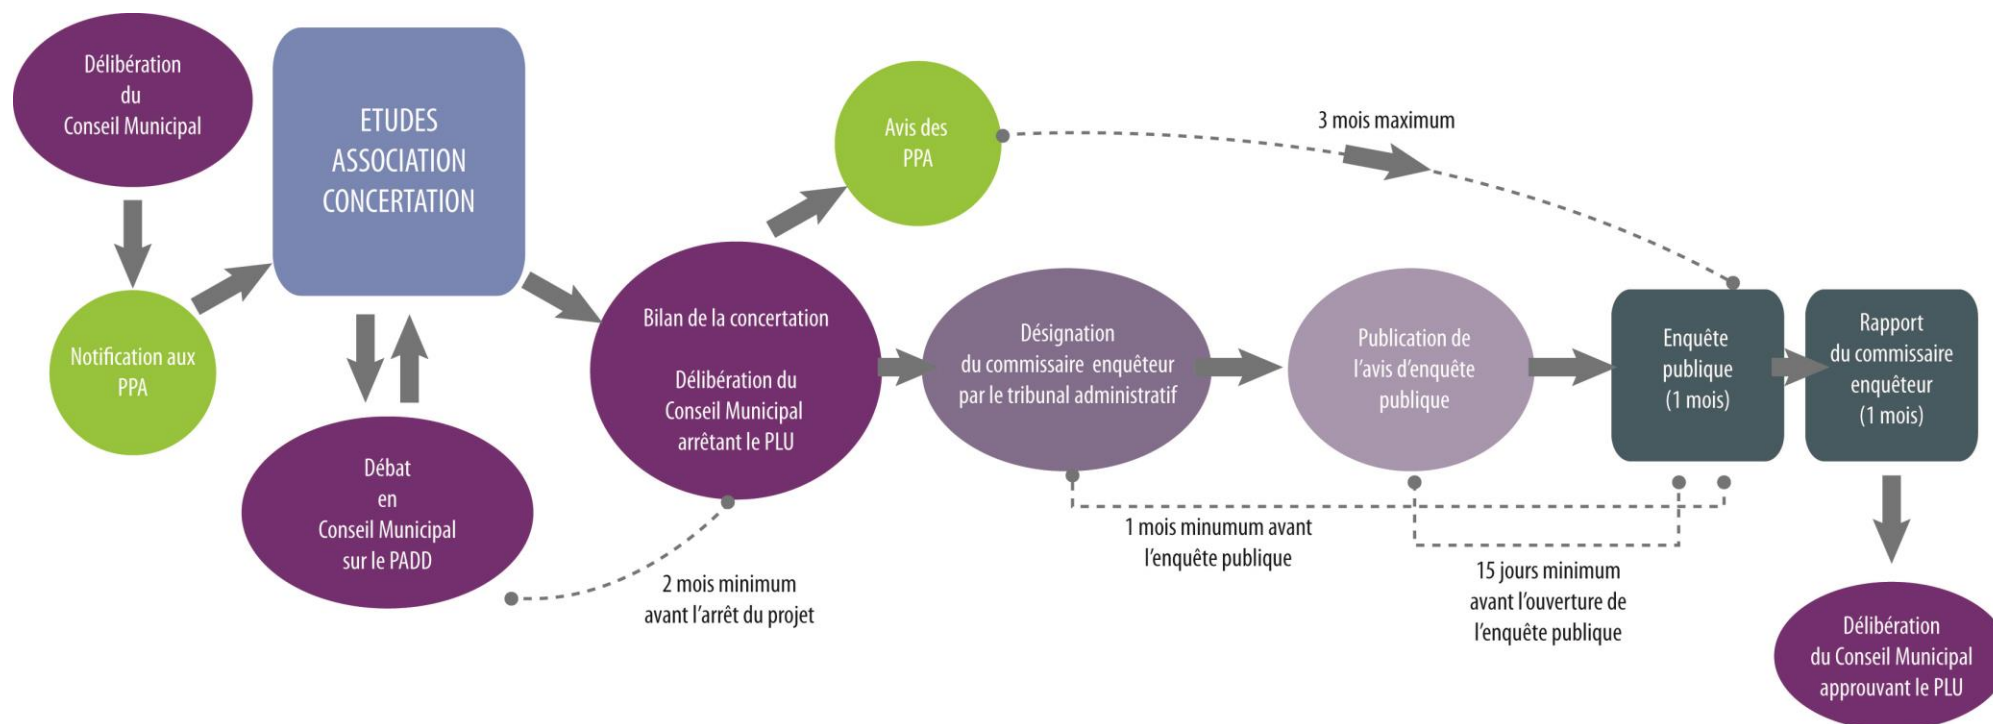 Délibération
du
Conseil Municipal
Notification aux
PPA
ETUDES
ASSOCIATION
CONCERTATION
Débat
en
Conseil Municipal
sur le PADD
2 mois minimum
avant l'arrêt du projet
Bilan de la concertation
Délibération du
Conseil Municipal
arrêtant le PLU
Avis des
PPA
3 mois maximum
Désignation
du commissaire enquêteur
par le tribunal administratif
1 mois minumum avant
l'enquête publique
Publication de
l'avis d'enquête
publique
15 jours minimum
avant l'ouverture de
l'enquête publique
Enquête
publique
(1 mois)
Rapport
du commissaire
enquêteur
(1 mois)
Délibération
du Conseil Municipal
approuvant le PLU